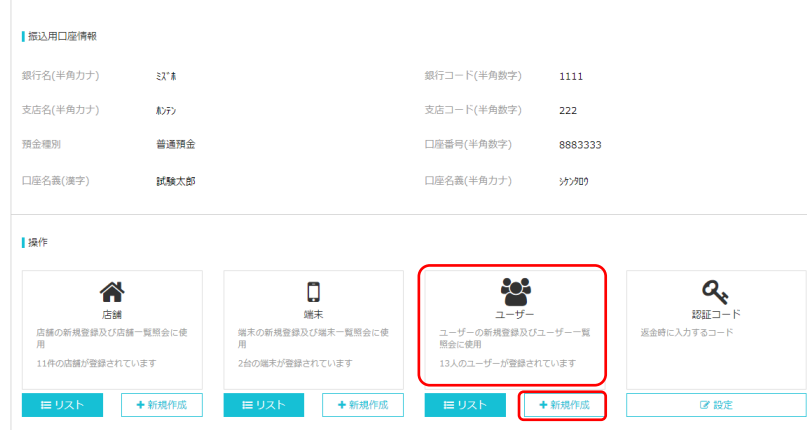 振込用口座情報
銀行名(半角カナ) ﾐｽﾞﾎ 銀行コード(半角数字) 1111
支店名(半角カナ) ﾎﾝﾃﾝ 支店コード(半角数字) 222
預金種別 普通預金 口座番号(半角数字) 8883333
口座名義(漢字) 試験太郎 口座名義(半角カナ) ｼｹﾝﾀﾛｳ
操作
店舗
店舗の新規登録及び店舗一覧照会に使
用
11件の店舗が登録されています
リスト +新規作成
端末
端末の新規登録及び端末一覧照会に使
用
2台の端末が登録されています
リスト +新規作成
ユーザー
ユーザーの新規登録及びユーザー一覧
照会に使用
13人のユーザーが登録されています
リスト +新規作成
認証コード
返金時に入力するコード
設定